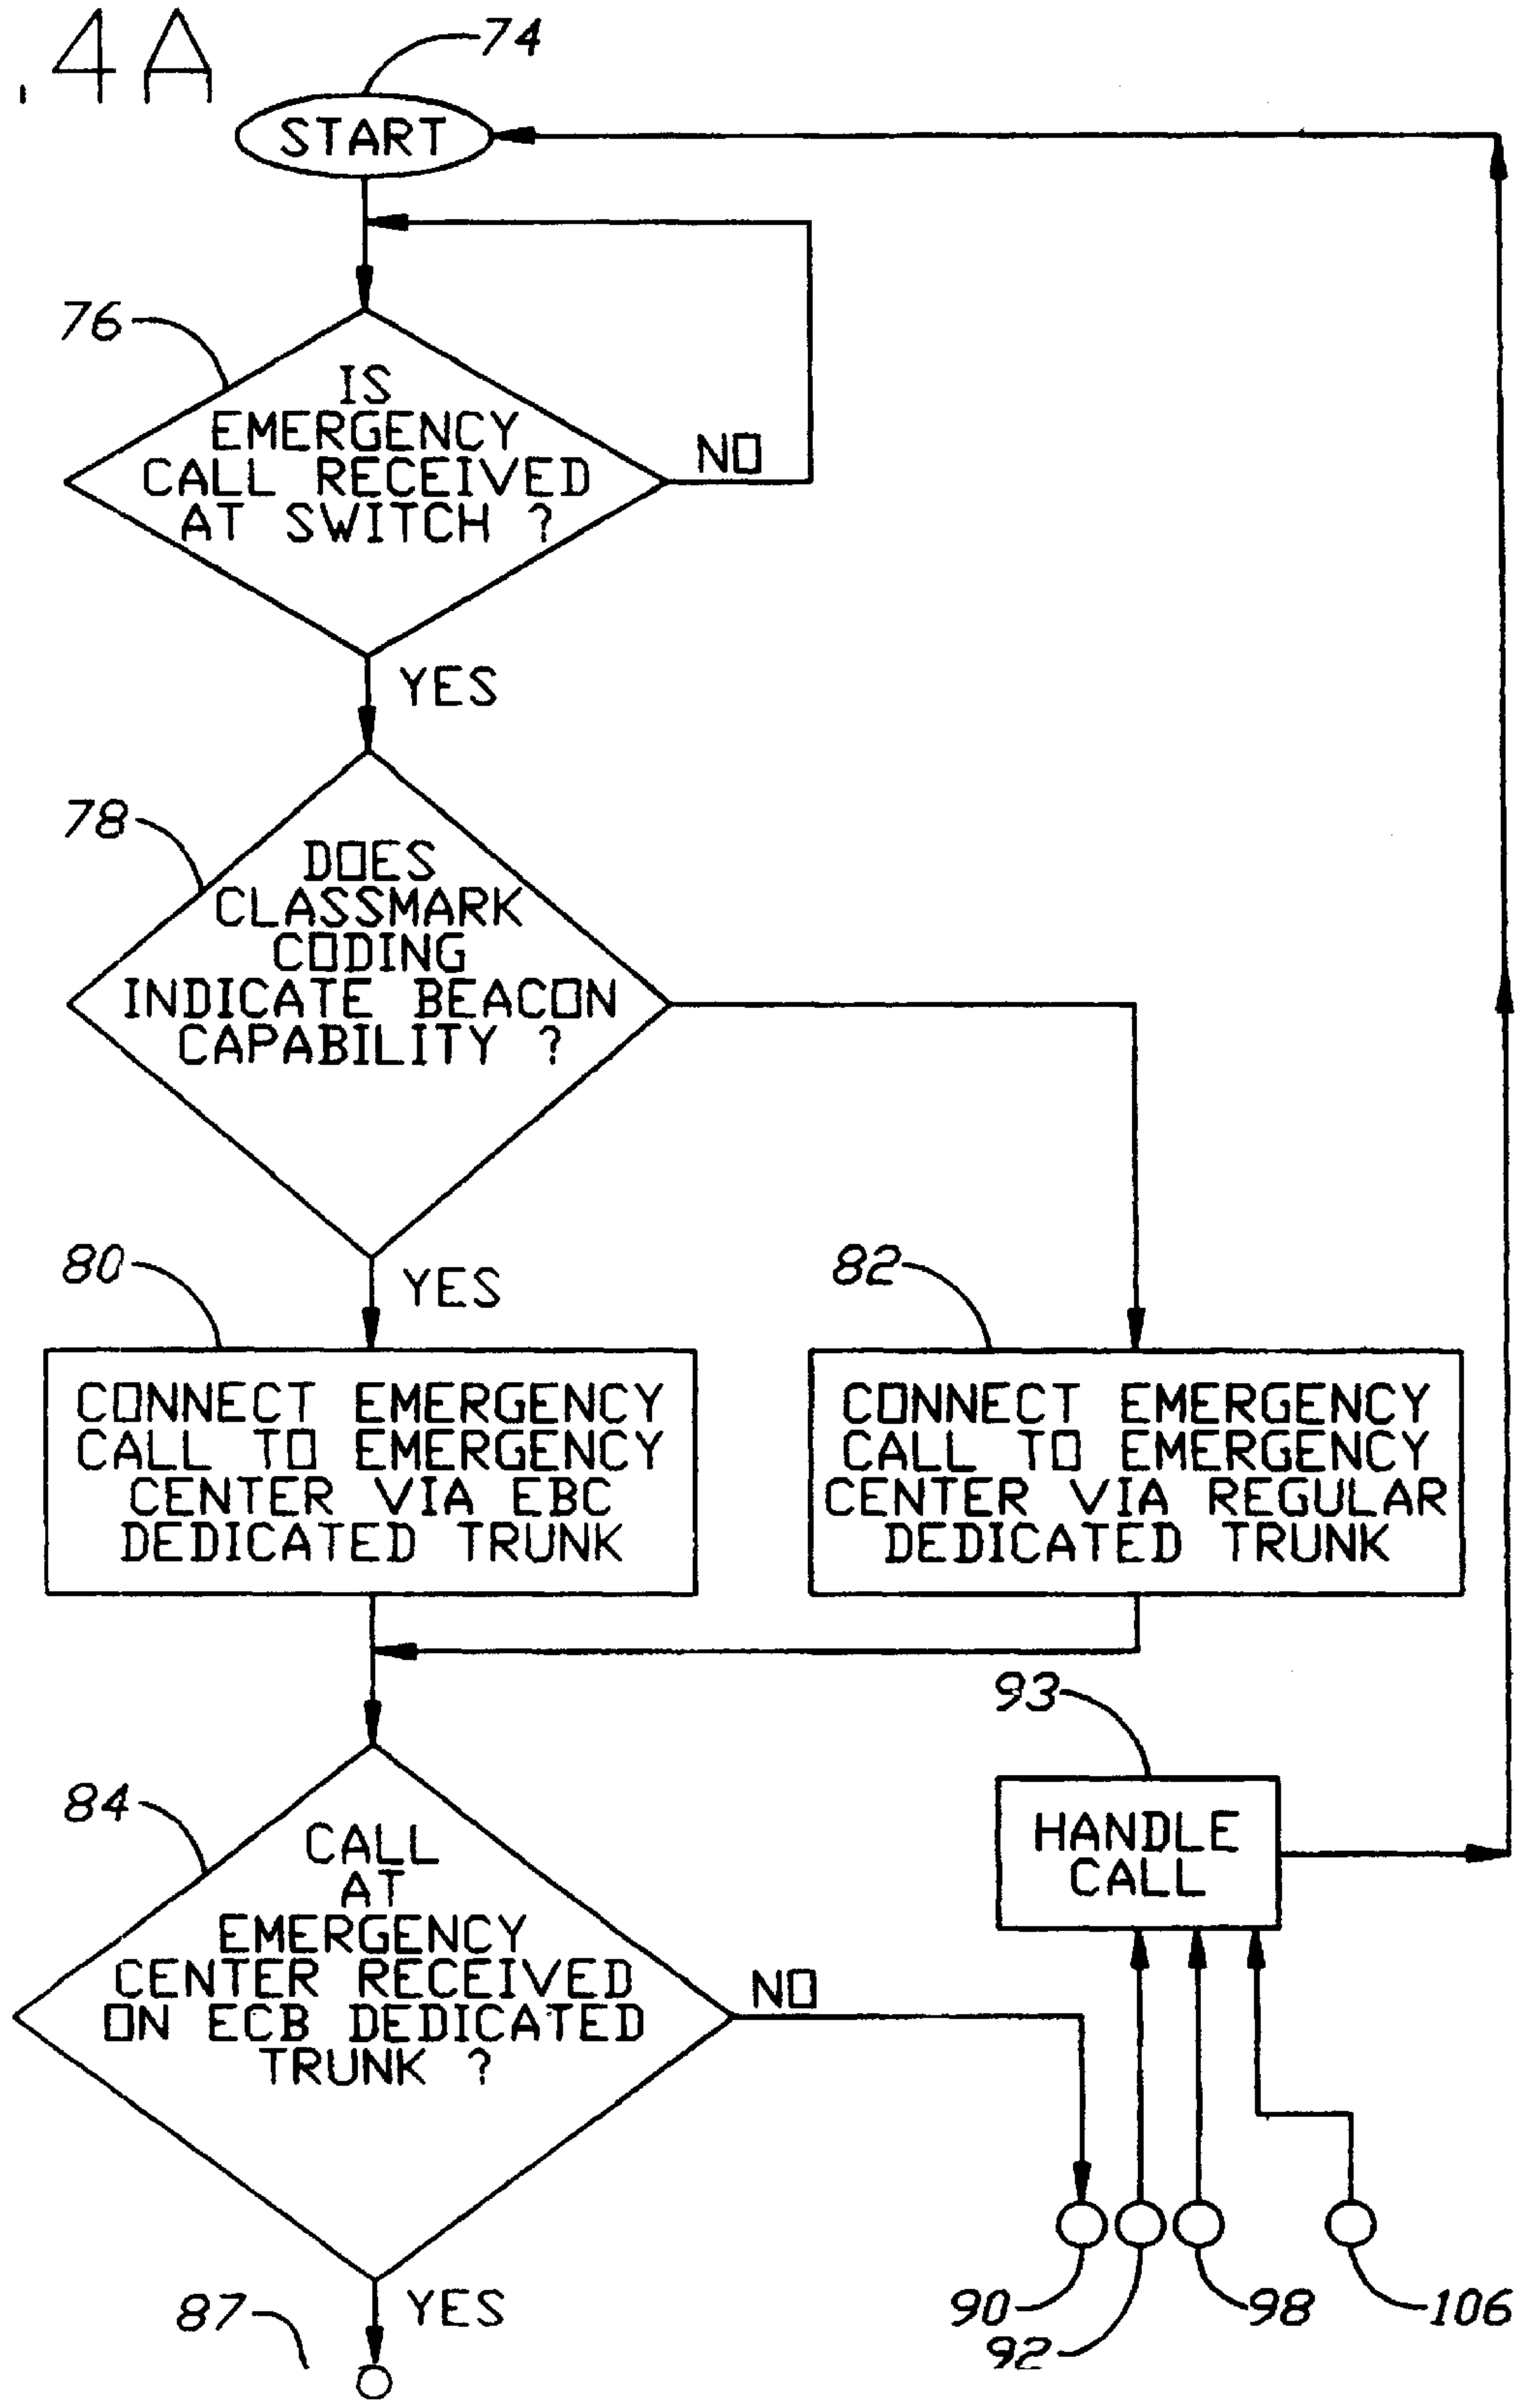 .4A
74
START
76
IS
EMERGENCY
CALL RECEIVED
AT SWITCH ?
NO
YES
78
DOES
CLASSMARK
CODING
INDICATE BEACON
CAPABILITY ?
80
YES
82
CONNECT EMERGENCY
CALL TO EMERGENCY
CENTER VIA EBC
DEDICATED TRUNK
CONNECT EMERGENCY
CALL TO EMERGENCY
CENTER VIA REGULAR
DEDICATED TRUNK
93
84
CALL
AT
EMERGENCY
CENTER RECEIVED
ON ECB DEDICATED
TRUNK ?
NO
HANDLE
CALL
87
YES
90
92
98
106